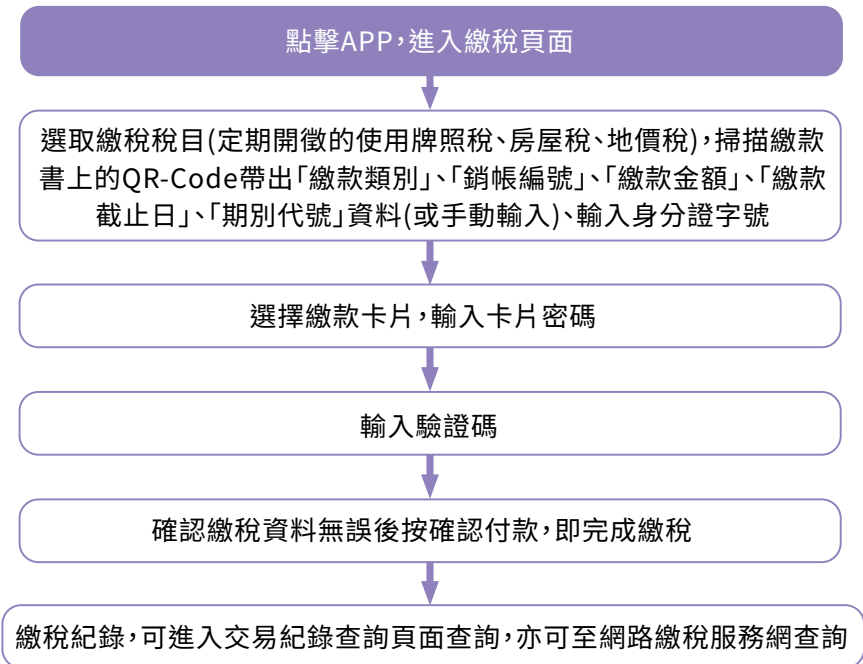 點擊APP,進入繳稅頁面
選取繳稅稅目(定期開徵的使用牌照稅、房屋稅、地價稅),掃描繳款
書上的QR-Code帶出「繳款類別」、「銷帳編號」、「繳款金額」、「繳款
截止日」、「期別代號」資料(或手動輸入)、輸入身分證字號
選擇繳款卡片,輸入卡片密碼
輸入驗證碼
確認繳稅資料無誤後按確認付款,即完成繳稅
繳稅紀錄,可進入交易紀錄查詢頁面查詢,亦可至網路繳稅服務網查詢